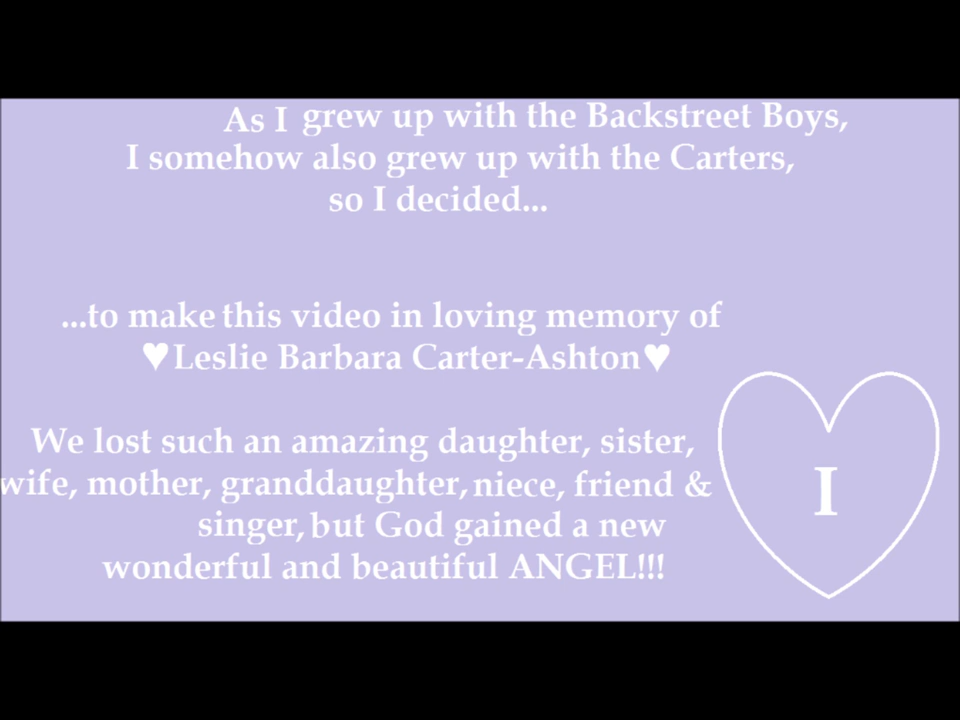 As I grew up with the Backstreet Boys,
I somehow also grew up with the Carters,
so I decided...
...to make this video in loving memory of
♥Leslie Barbara Carter-Ashton♥
We lost such an amazing daughter, sister,
wife, mother, granddaughter, niece, friend &
singer, but God gained a new
wonderful and beautiful ANGEL!!!
I